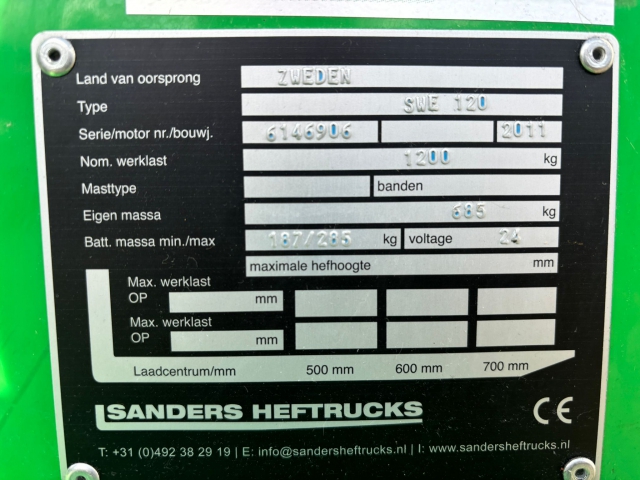 Land van oorsprong ZWEDEN
Type SWE 120
Serie/motor nr./bouwj. 6146906 2011
Nom. werklast 1200 kg
Masttype banden
Eigen massa 685 kg
Batt. massa min./max 187/285 kg voltage 24
maximale hefhoogte mm
Max. werklast
OP mm
Max. werklast
OP mm
Laadcentrum/mm 500 mm 600 mm 700 mm
SANDERS HEFTRUCKS CE
T: +31 (0)492 38 29 19 | E: info@sandersheftrucks.nl | I: www.sandersheftrucks.nl